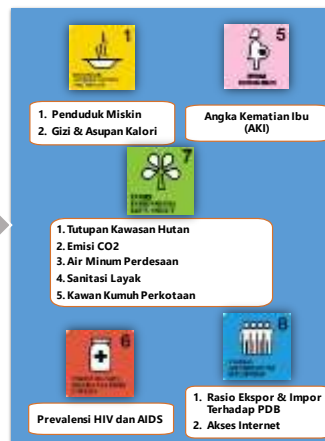 1
5
1. Penduduk Miskin
2. Gizi & Asupan Kalori
Angka Kematian Ibu
(AKI)
7
1. Tutupan Kawasan Hutan
2. Emisi CO2
3. Air Minum Perdesaan
4. Sanitasi Layak
5. Kawan Kumuh Perkotaan
6
8
Prevalensi HIV dan AIDS
1. Rasio Ekspor & Impor
Terhadap PDB
2. Akses Internet